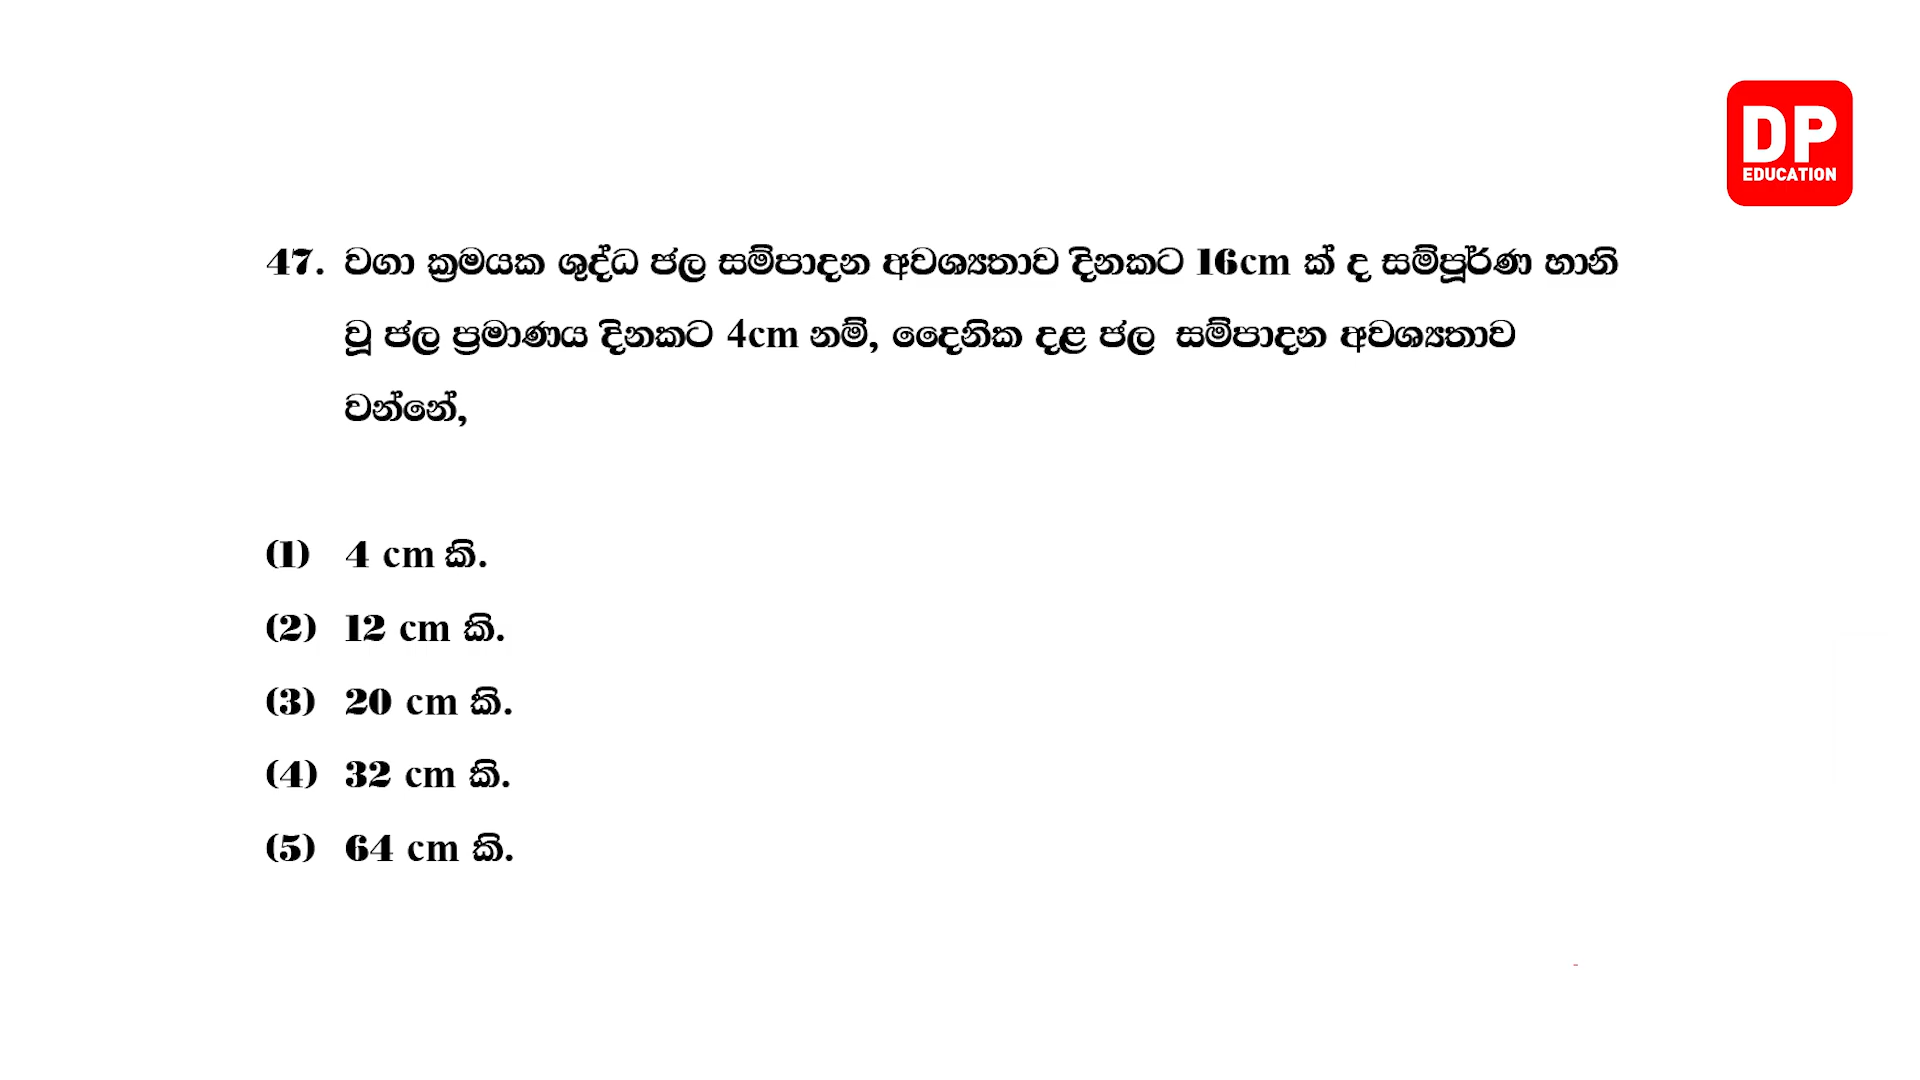 DP
EDUCATION
47. වගා ක්‍රමයක ශුද්ධ ජල සම්පාදන අවශ්‍යතාව දිනකට 16cm ක් ද සම්පූර්ණ හානි
වූ ජල ප්‍රමාණය දිනකට 4cm නම්, දෛනික දළ ජල සම්පාදන අවශ්‍යතාව
වන්නේ,
(1) 4 cm කි.
(2) 12 cm කි.
(3) 20 cm කි.
(4) 32 cm කි.
(5) 64 cm කි.